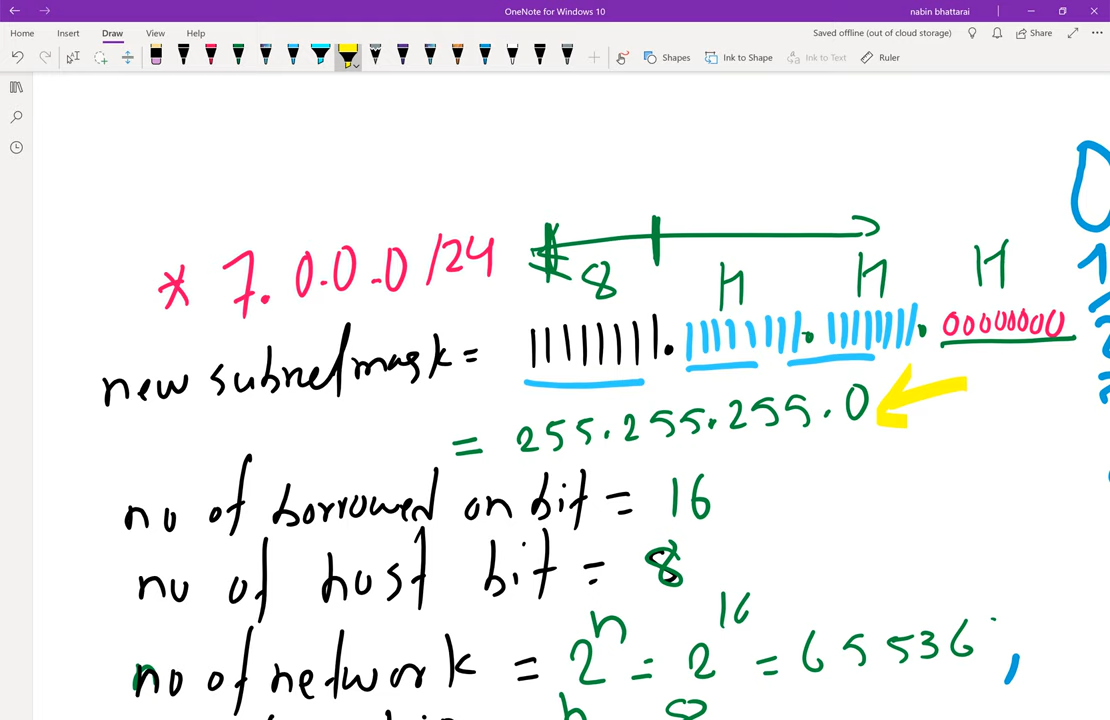 OneNote for Windows 10
nabin bhattarai
Home Insert Draw View Help
Saved offline (out of cloud storage)
Share
Shapes
Ink to Shape
Ink to Text
Ruler
* 7.0.0.0/24
8 H H H
new subnetmask = 11111111.11111111.11111111.00000000
= 255.255.255.0
no of borrowed on bit = 16
no of host bit = 8
no of network = 2^n = 2^16 = 65536,